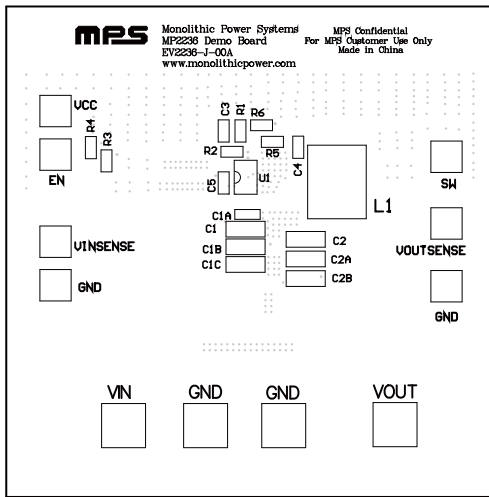 MPS
Monolithic Power Systems
MP2236 Demo Board
EV2236-J-00A
www.monolithicpower.com
MPS Confidential
For MPS Customer Use Only
Made in China
VCC
R4
R3
EN
C3
R1
R6
R2
R5
C4
C5
U1
L1
SW
C1A
C1
C1B
C1C
C2
C2A
C2B
VINSENSE
GND
VOUTSENSE
GND
VIN
GND
GND
VOUT